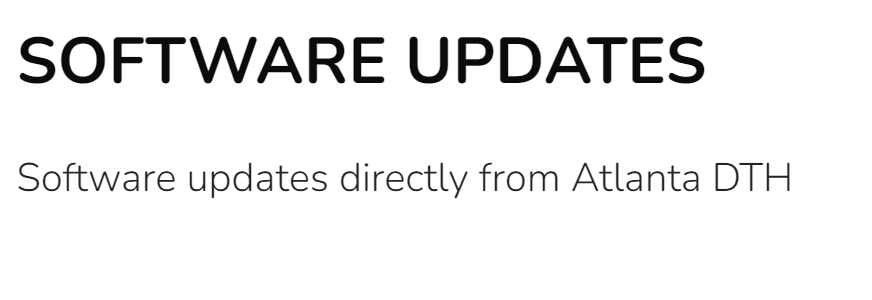 SOFTWARE UPDATES
Software updates directly from Atlanta DTH